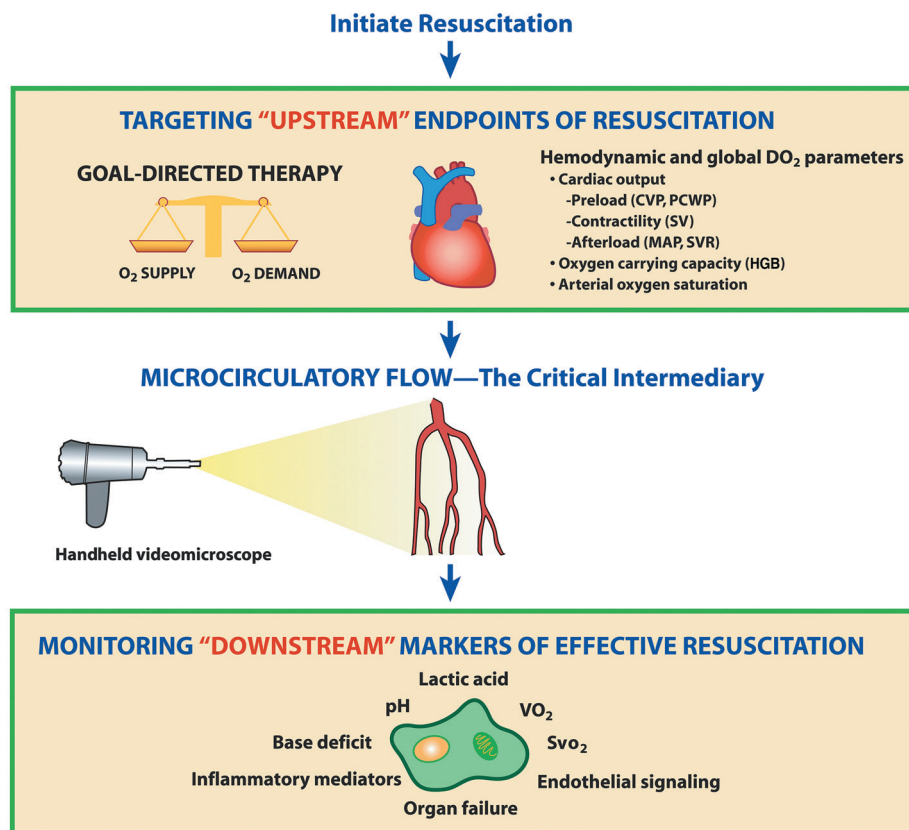 Initiate Resuscitation
TARGETING “UPSTREAM” ENDPOINTS OF RESUSCITATION
GOAL-DIRECTED THERAPY
O₂ SUPPLY
O₂ DEMAND
Hemodynamic and global DO₂ parameters
• Cardiac output
-Preload (CVP, PCWP)
-Contractility (SV)
-Afterload (MAP, SVR)
• Oxygen carrying capacity (HGB)
• Arterial oxygen saturation
MICROCIRCULATORY FLOW—The Critical Intermediary
Handheld videomicroscope
MONITORING “DOWNSTREAM” MARKERS OF EFFECTIVE RESUSCITATION
Lactic acid
pH
VO₂
Base deficit
Svo₂
Inflammatory mediators
Endothelial signaling
Organ failure